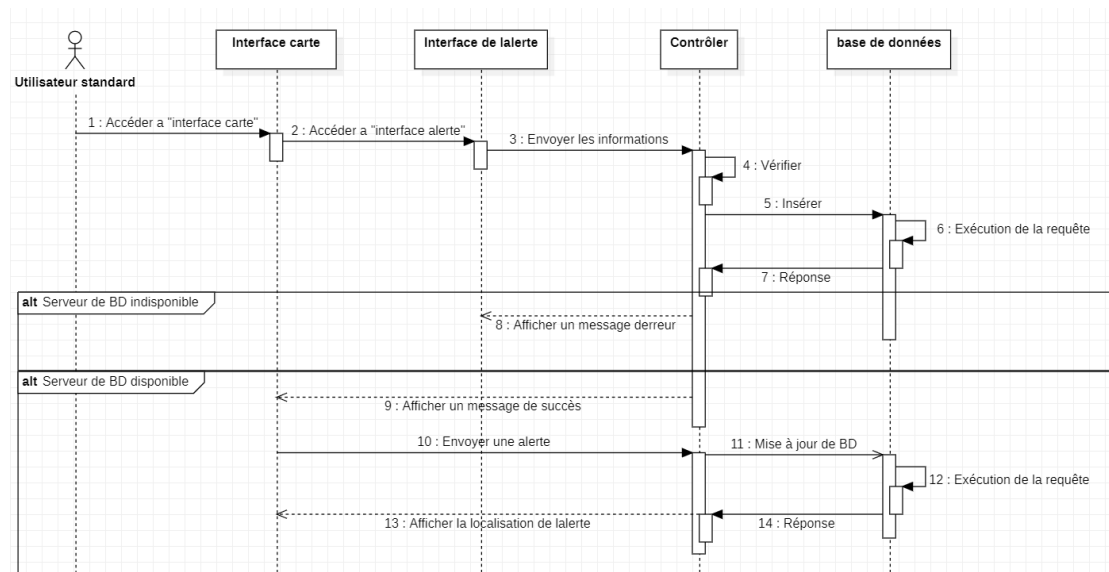 Interface carte
Interface de lalerte
Contrôler
base de données
Utilisateur standard
1 : Accéder a "interface carte"
2 : Accéder a "interface alerte"
3 : Envoyer les informations
4 : Vérifier
5 : Insérer
6 : Exécution de la requête
7 : Réponse
alt Serveur de BD indisponible
8 : Afficher un message derreur
alt Serveur de BD disponible
9 : Afficher un message de succès
10 : Envoyer une alerte
11 : Mise à jour de BD
12 : Exécution de la requête
13 : Afficher la localisation de lalerte
14 : Réponse